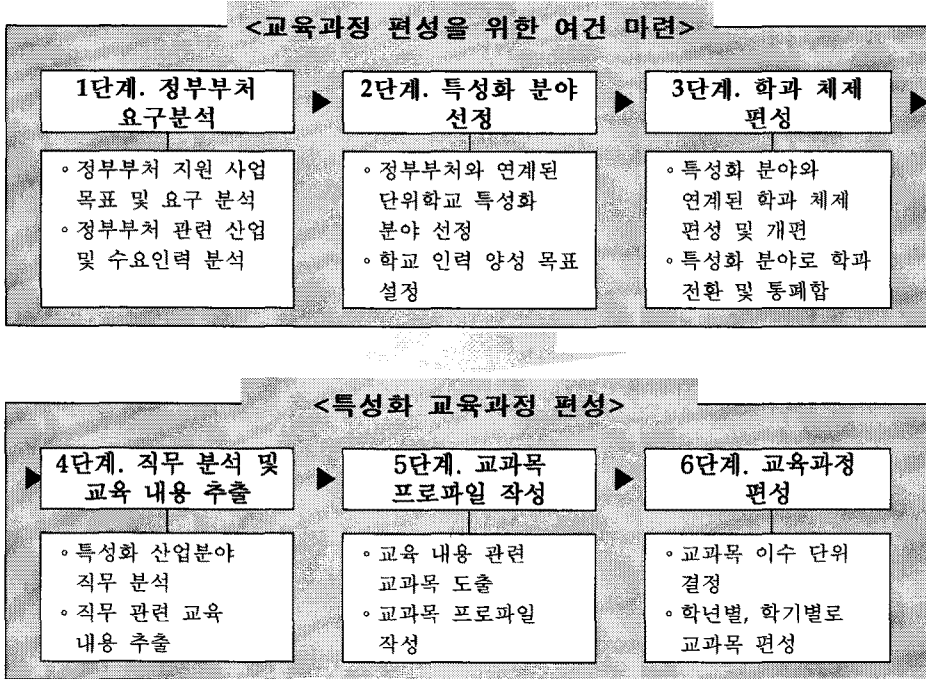 <교육과정 편성을 위한 여건 마련>
1단계. 정부부처
요구분석
2단계. 특성화 분야
선정
3단계. 학과 체제
편성
◦정부부처 지원 사업
목표 및 요구 분석
◦정부부처 관련 산업
및 수요인력 분석
◦정부부처와 연계된
단위학교 특성화
분야 선정
◦학교 인력 양성 목표
설정
◦특성화 분야와
연계된 학과 체제
편성 및 개편
◦특성화 분야로 학과
전환 및 통폐합
<특성화 교육과정 편성>
4단계. 직무 분석 및
교육 내용 추출
5단계. 교과목
프로파일 작성
6단계. 교육과정
편성
◦특성화 산업분야
직무 분석
◦직무 관련 교육
내용 추출
◦교육 내용 관련
교과목 도출
◦교과목 프로파일
작성
◦교과목 이수 단위
결정
◦학년별, 학기별로
교과목 편성